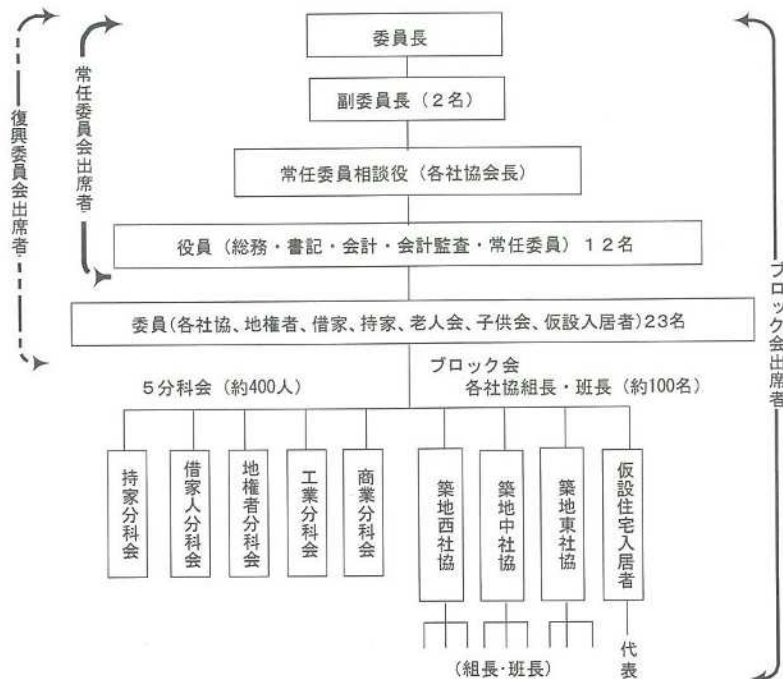 委員長
副委員長（２名）
常任委員相談役（各社協会長）
役員（総務・書記・会計・会計監査・常任委員）１２名
委員(各社協、地権者、借家、持家、老人会、子供会、仮設入居者)23名
常任委員会出席者
復興委員会出席者
ブロック会出席者
5分科会（約400人）
ブロック会
各社協組長・班長（約100名）
持家分科会
借家人分科会
地権者分科会
工業分科会
商業分科会
築地西社協
築地中社協
築地東社協
仮設住宅入居者
(組長・班長)
代表